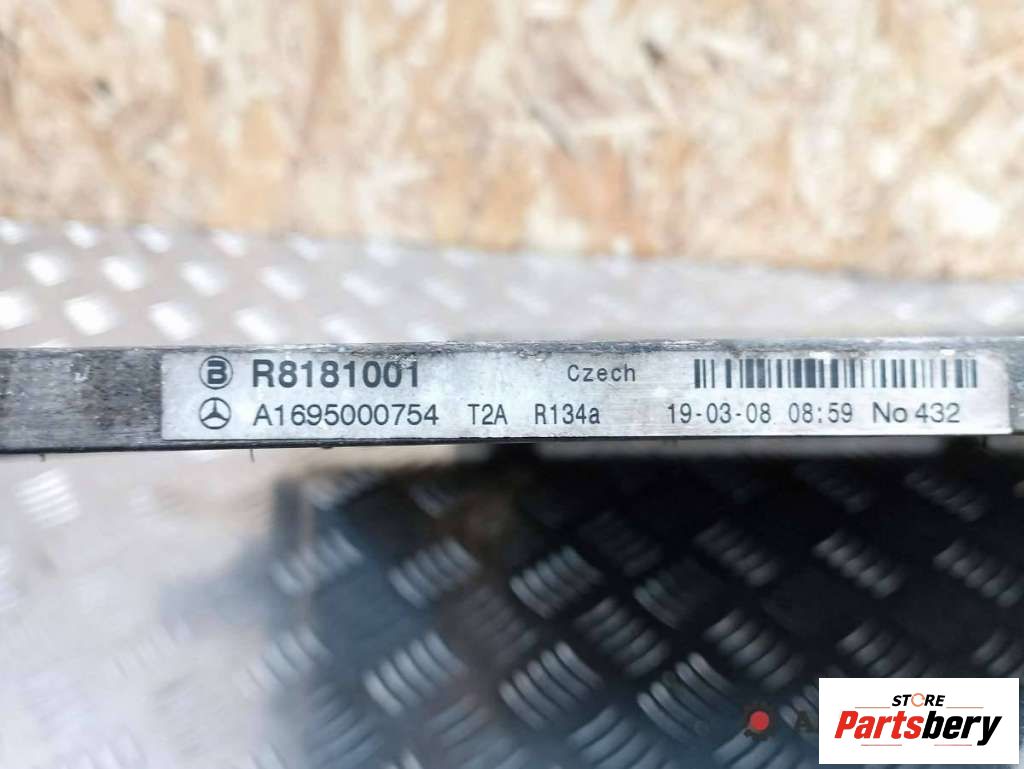 B R8181001 Czech
A1695000754 T2A R134a 19-03-08 08:59 No 432
STORE
Partsbery